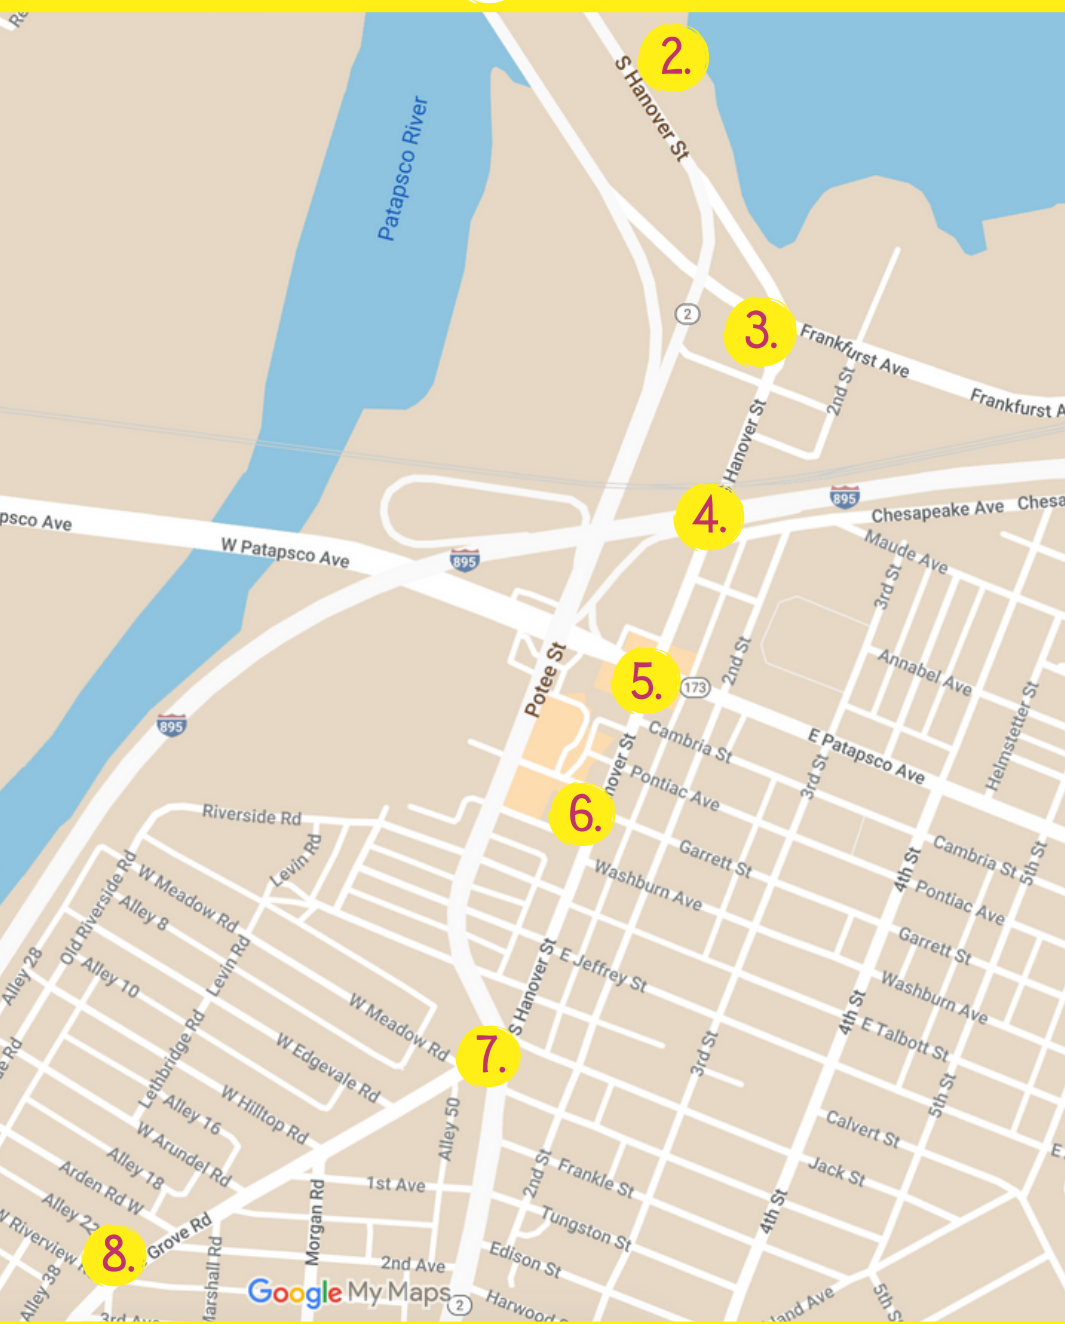 2.
S Hanover St
Patapsco River
2
3.
Frankfurst Ave
2nd St
Frankfurst A
S Hanover St
4.
895
Chesapeake Ave
Chesa
psco Ave
W Patapsco Ave
895
Maude Ave
3rd St
Potee St
2nd St
Annabel Ave
5.
173
895
Cambria St
E Patapsco Ave
Helmstetter St
nover St
Pontiac Ave
3rd St
6.
Riverside Rd
Levin Rd
Garrett St
Washburn Ave
4th St
Cambria St
5th St
Old Riverside Rd
W Meadow Rd
Alley 8
Pontiac Ave
Garrett St
Levin Rd
Alley 28
Alley 10
E Jeffrey St
S Hanover St
Washburn Ave
W Meadow Rd
4th St
E Talbott St
7.
3rd St
Lethbridge Rd
W Edgevale Rd
W Hilltop Rd
5th St
Alley 16
W Arundel Rd
Alley 50
Calvert St
Alley 18
Arden Rd W
1st Ave
2nd St
Frankle St
Jack St
Alley 22
W Riverview
Grove Rd
Morgan Rd
Tungston St
4th St
8.
Marshall Rd
2nd Ave
Edison St
Alley 38
Google My Maps
2
Harwood
land Ave
5th S
3rd Av